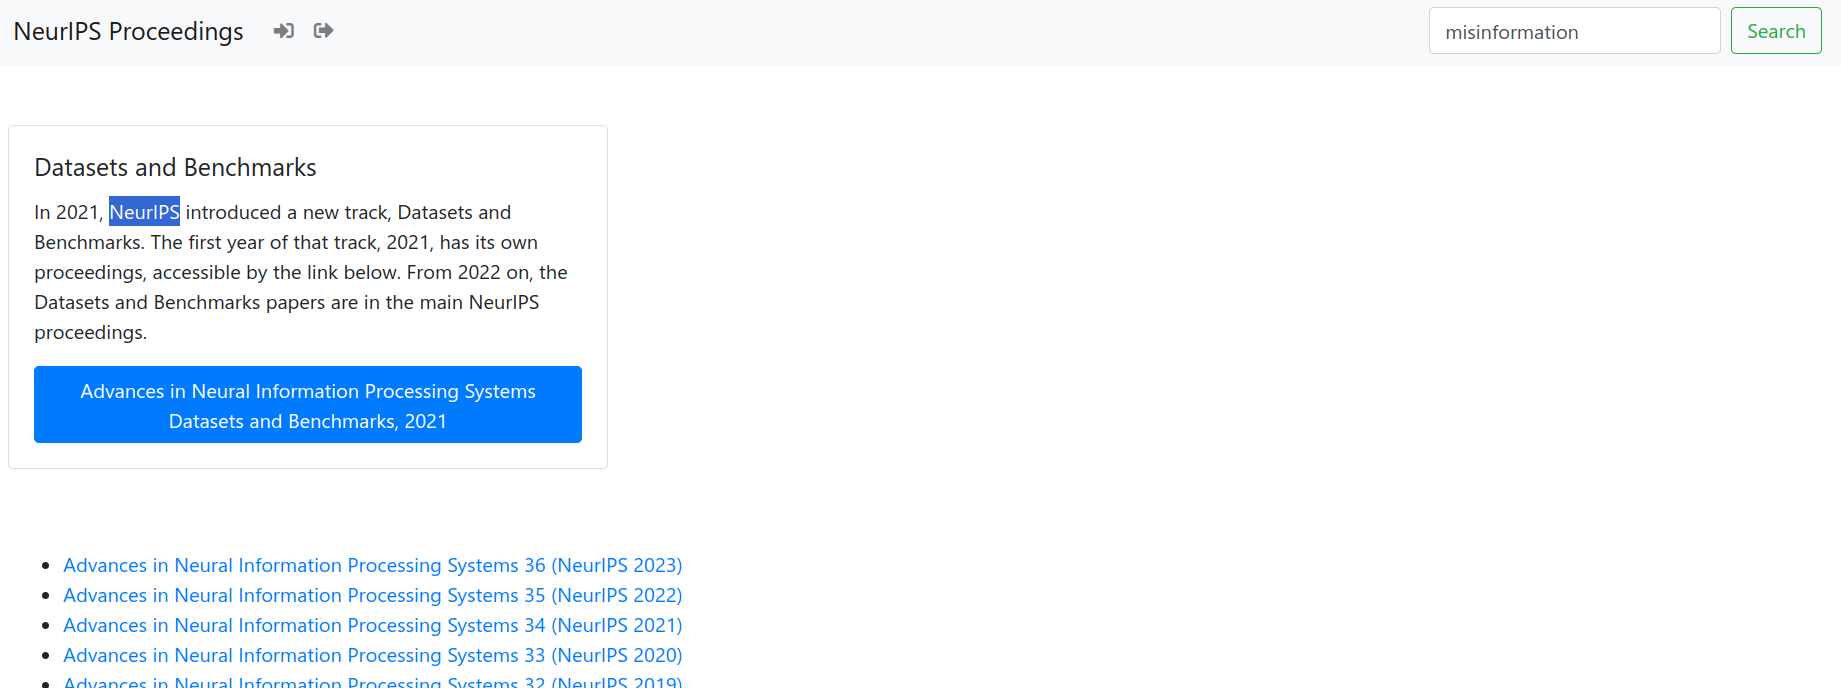 NeurIPS Proceedings
misinformation
Search
Datasets and Benchmarks
In 2021, NeurIPS introduced a new track, Datasets and
Benchmarks. The first year of that track, 2021, has its own
proceedings, accessible by the link below. From 2022 on, the
Datasets and Benchmarks papers are in the main NeurIPS
proceedings.
Advances in Neural Information Processing Systems
Datasets and Benchmarks, 2021
Advances in Neural Information Processing Systems 36 (NeurIPS 2023)
Advances in Neural Information Processing Systems 35 (NeurIPS 2022)
Advances in Neural Information Processing Systems 34 (NeurIPS 2021)
Advances in Neural Information Processing Systems 33 (NeurIPS 2020)
Advances in Neural Information Processing Systems 32 (NeurIPS 2019)